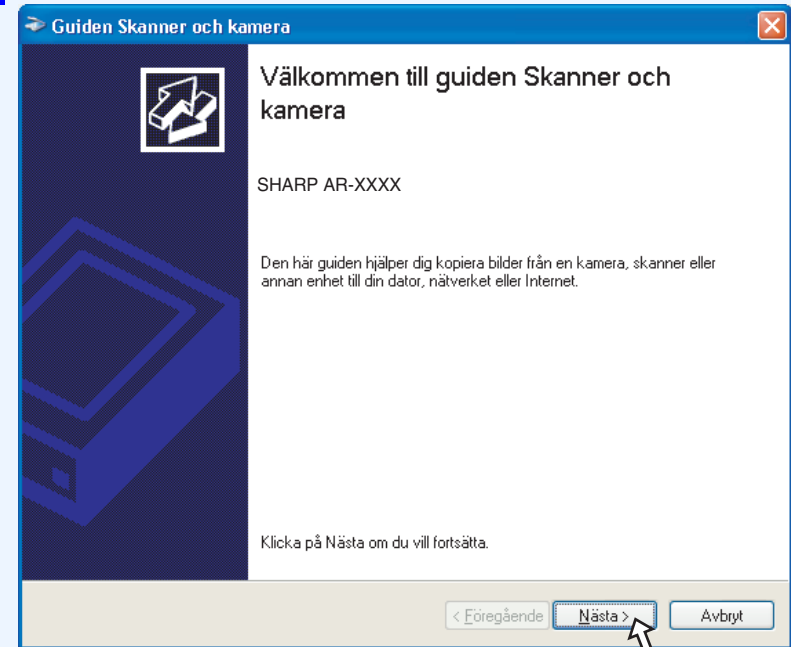 Guiden Skanner och kamera
Välkommen till guiden Skanner och
kamera
SHARP AR-XXXX
Den här guiden hjälper dig kopiera bilder från en kamera, skanner eller
annan enhet till din dator, nätverket eller Internet.
Klicka på Nästa om du vill fortsätta.
< Föregående Nästa > Avbryt